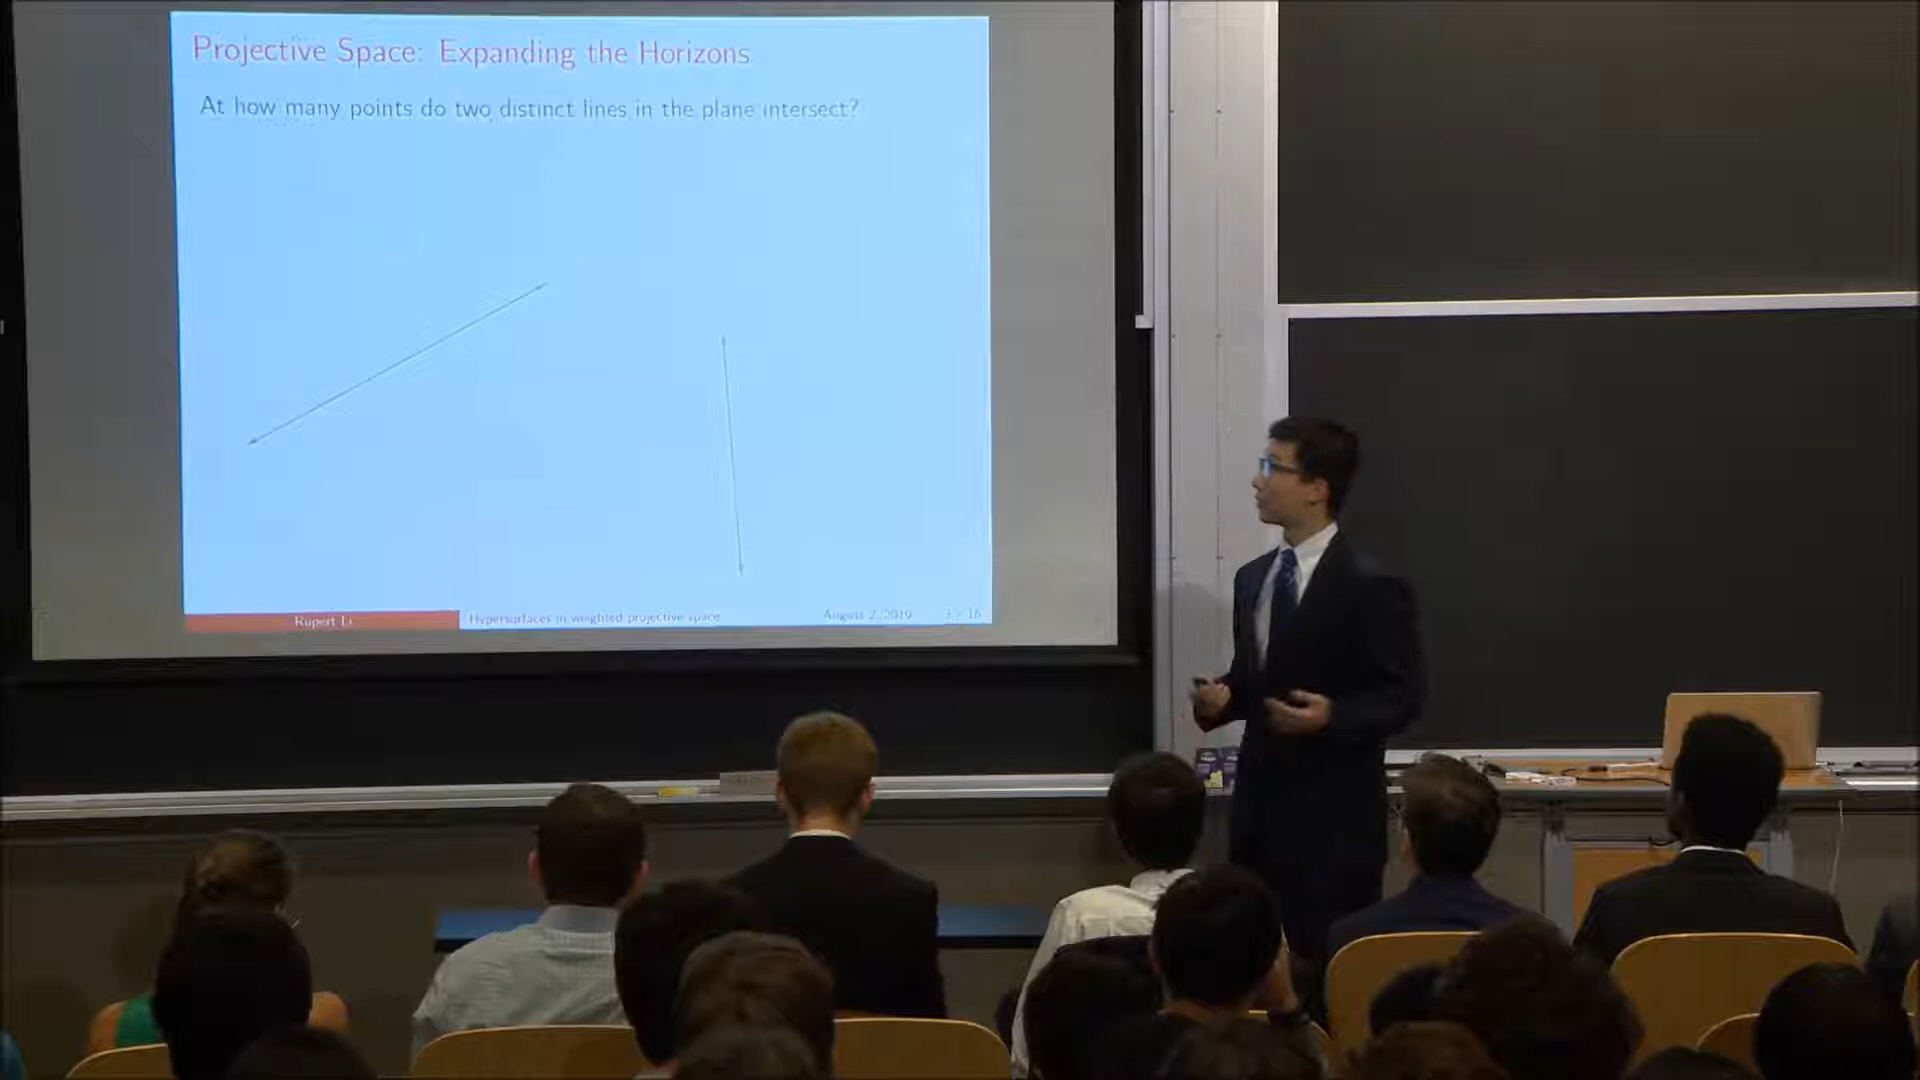 Projective Space: Expanding the Horizons
At how many points do two distinct lines in the plane intersect?
Rupert Li
Hypersurfaces in weighted projective space
August 2, 2019
/ 16